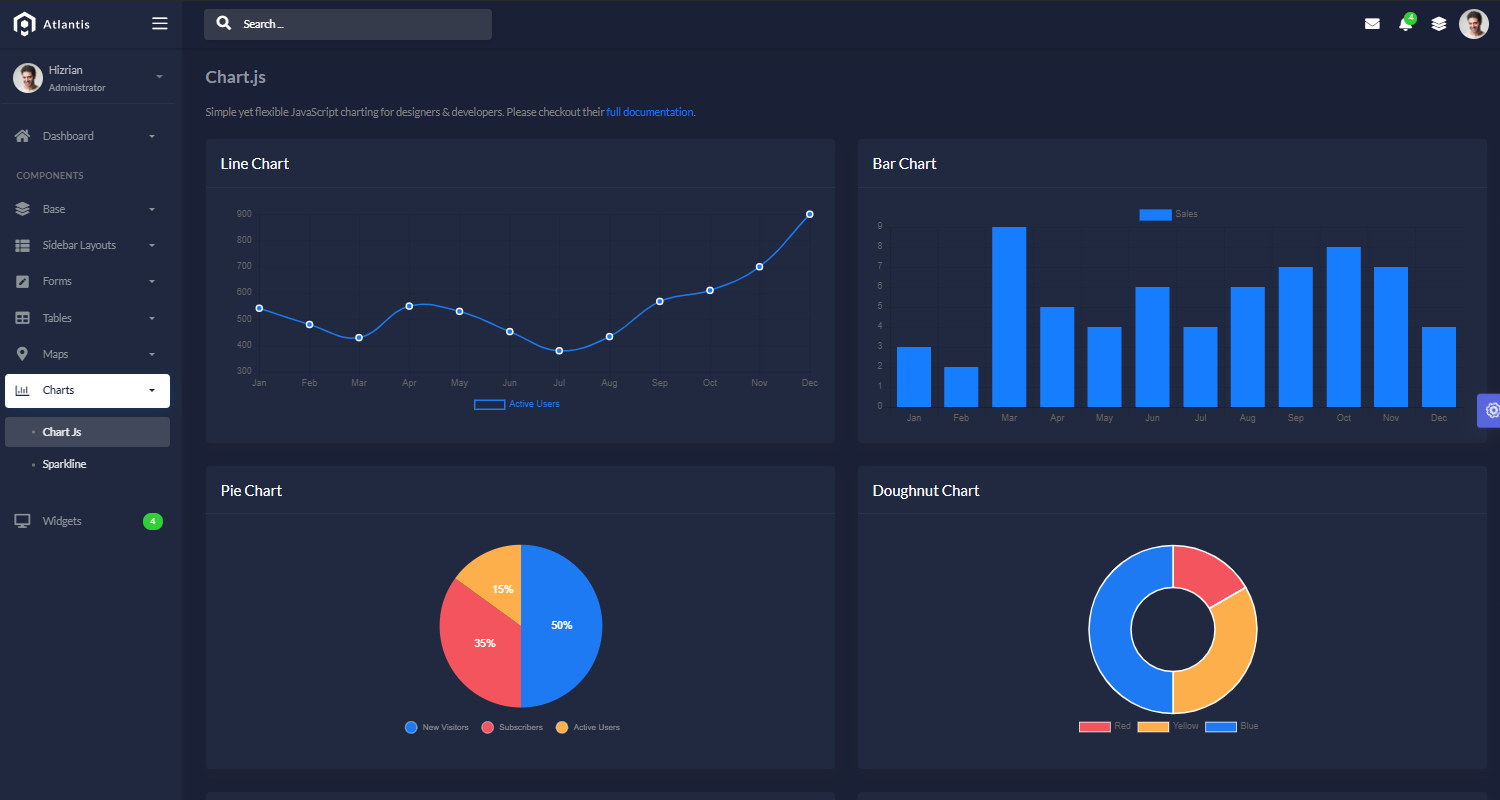 Atlantis
Search ...
4
Hizrian
Administrator
Dashboard
COMPONENTS
Base
Sidebar Layouts
Forms
Tables
Maps
Charts
Chart Js
Sparkline
Widgets
4
Chart.js
Simple yet flexible JavaScript charting for designers & developers. Please checkout their full documentation.
Line Chart
900
800
700
600
500
400
300
Jan Feb Mar Apr May Jun Jul Aug Sep Oct Nov Dec
Active Users
Bar Chart
Sales
9
8
7
6
5
4
3
2
1
0
Jan Feb Mar Apr May Jun Jul Aug Sep Oct Nov Dec
Pie Chart
15%
50%
35%
New Visitors Subscribers Active Users
Doughnut Chart
Red Yellow Blue